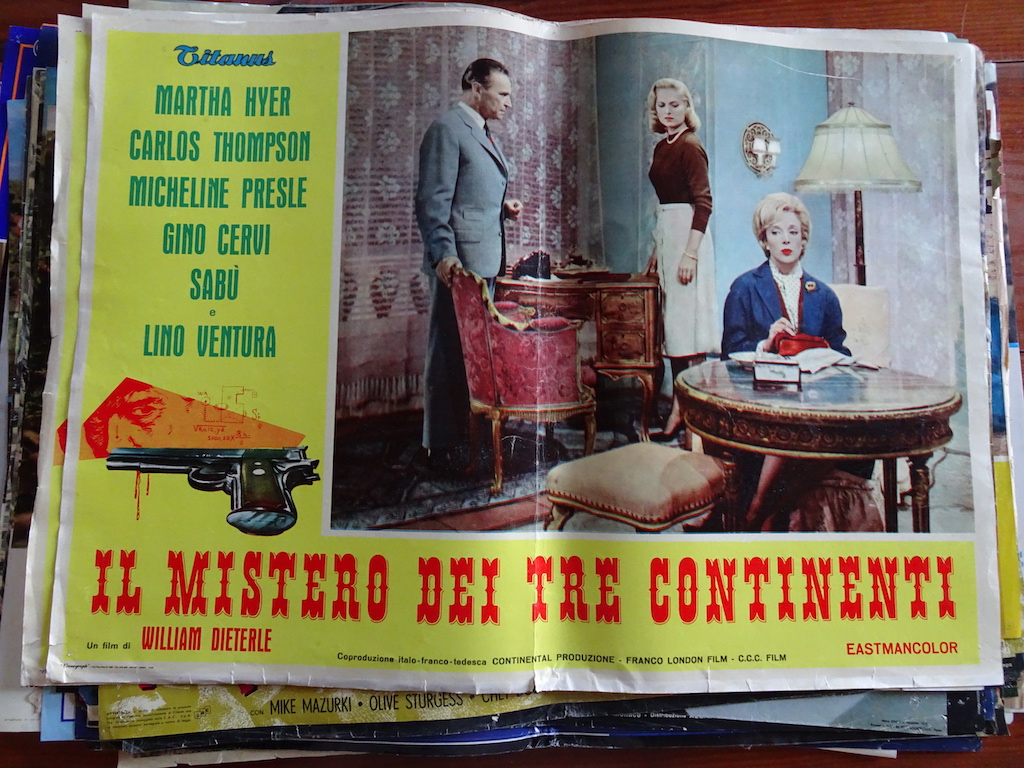 Titanus
MARTHA HYER
CARLOS THOMPSON
MICHELINE PRESLE
GINO CERVI
SABÙ
e
LINO VENTURA
IL MISTERO DEI TRE CONTINENTI
Un film di WILLIAM DIETERLE
EASTMANCOLOR
Coproduzione italo-franco-tedesca CONTINENTAL PRODUZIONE - FRANCO LONDON FILM - C.C.C. FILM
CON MIKE MAZURKI • OLIVE STURGESS